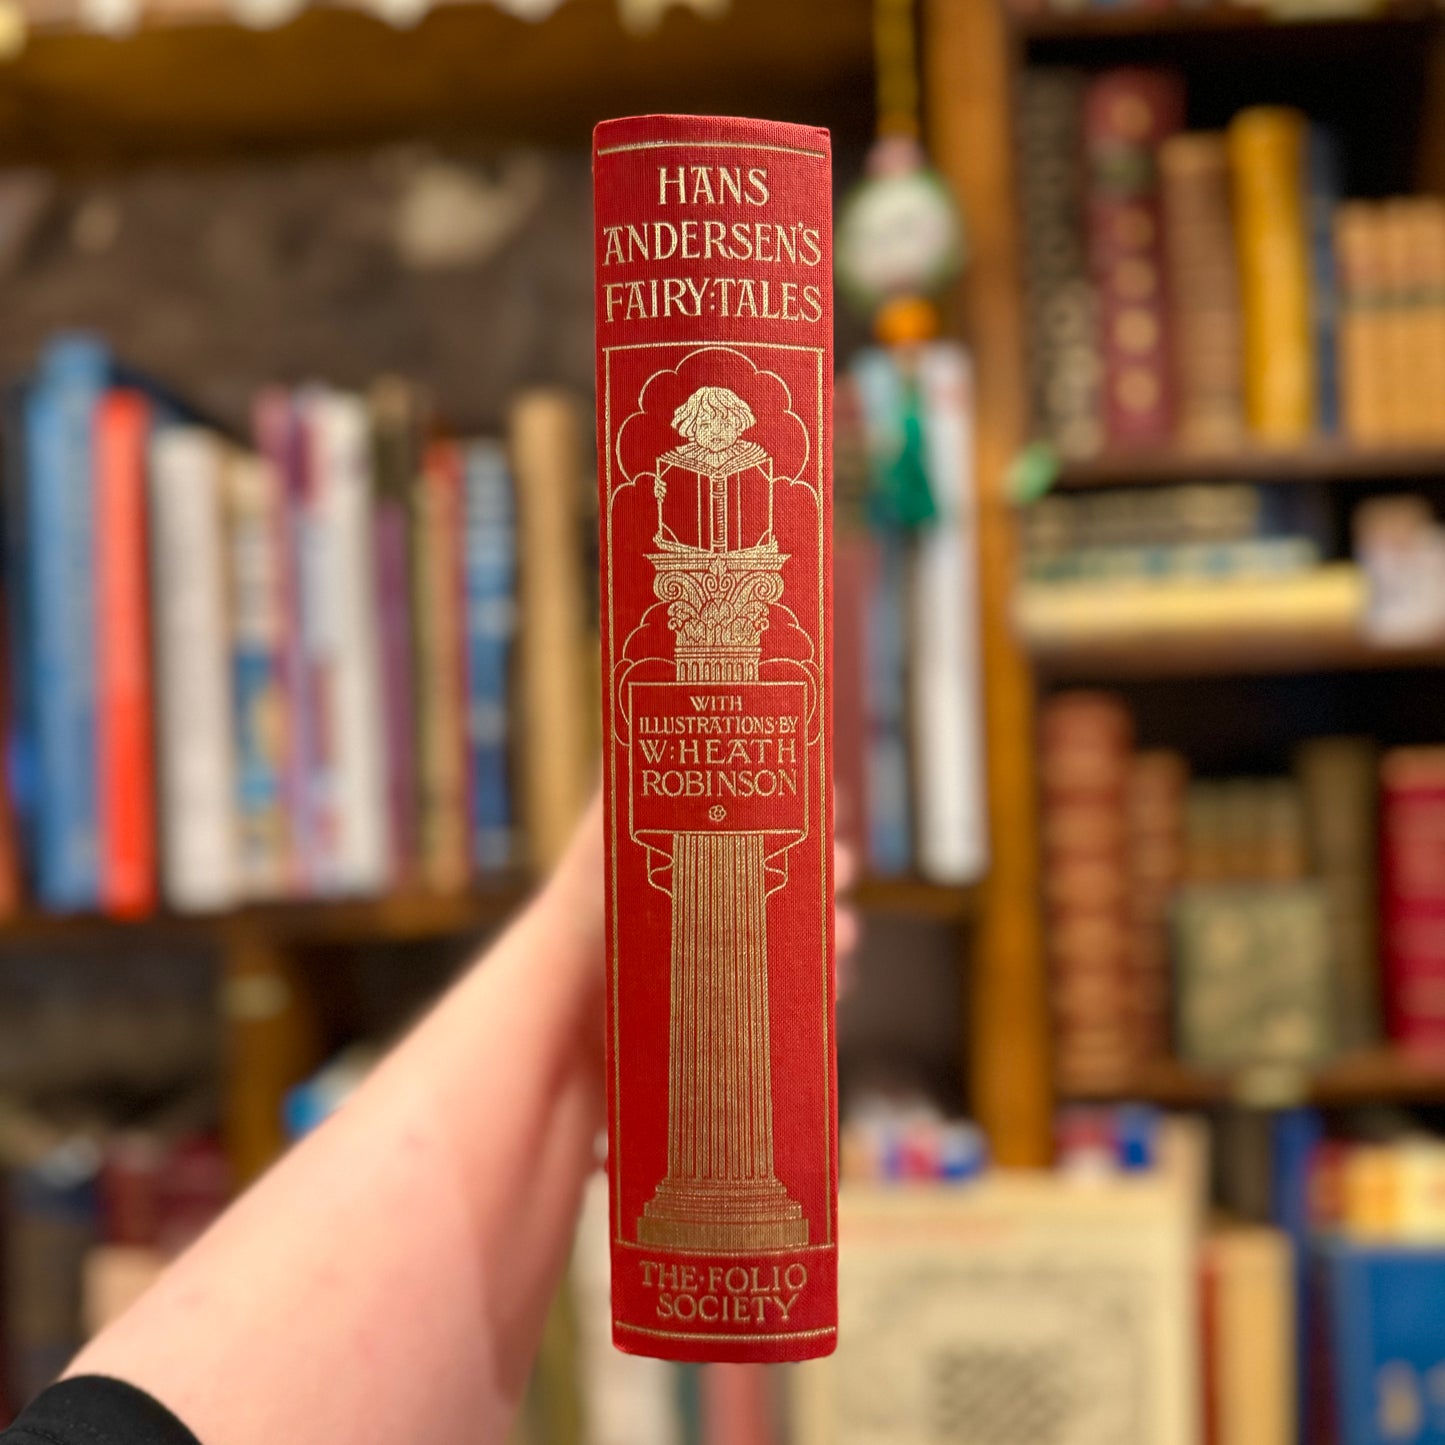 HANS
ANDERSEN'S
FAIRY:TALES
WITH
ILLUSTRATIONS·BY
W:HEATH
ROBINSON
THE·FOLIO
SOCIETY